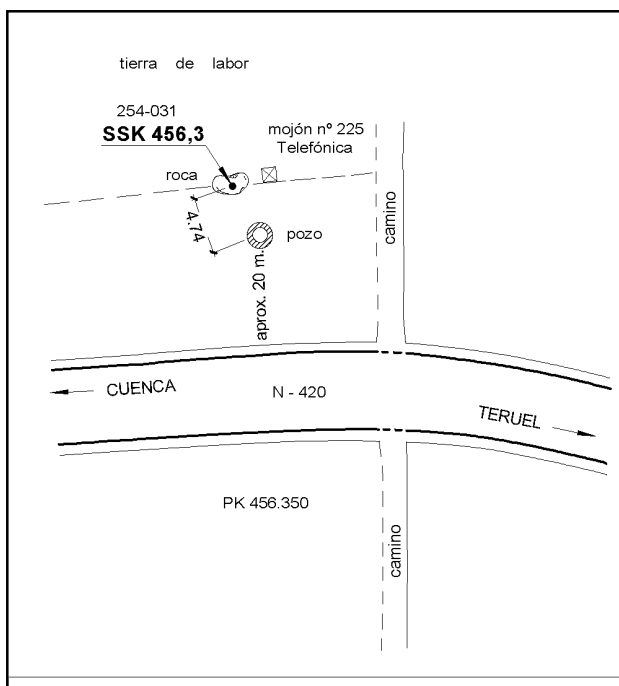 tierra de labor
254-031
SSK 456,3
mojón nº 225
Telefónica
roca
4.74
pozo
camino
aprox. 20 m.
CUENCA
N - 420
TERUEL
PK 456.350
camino